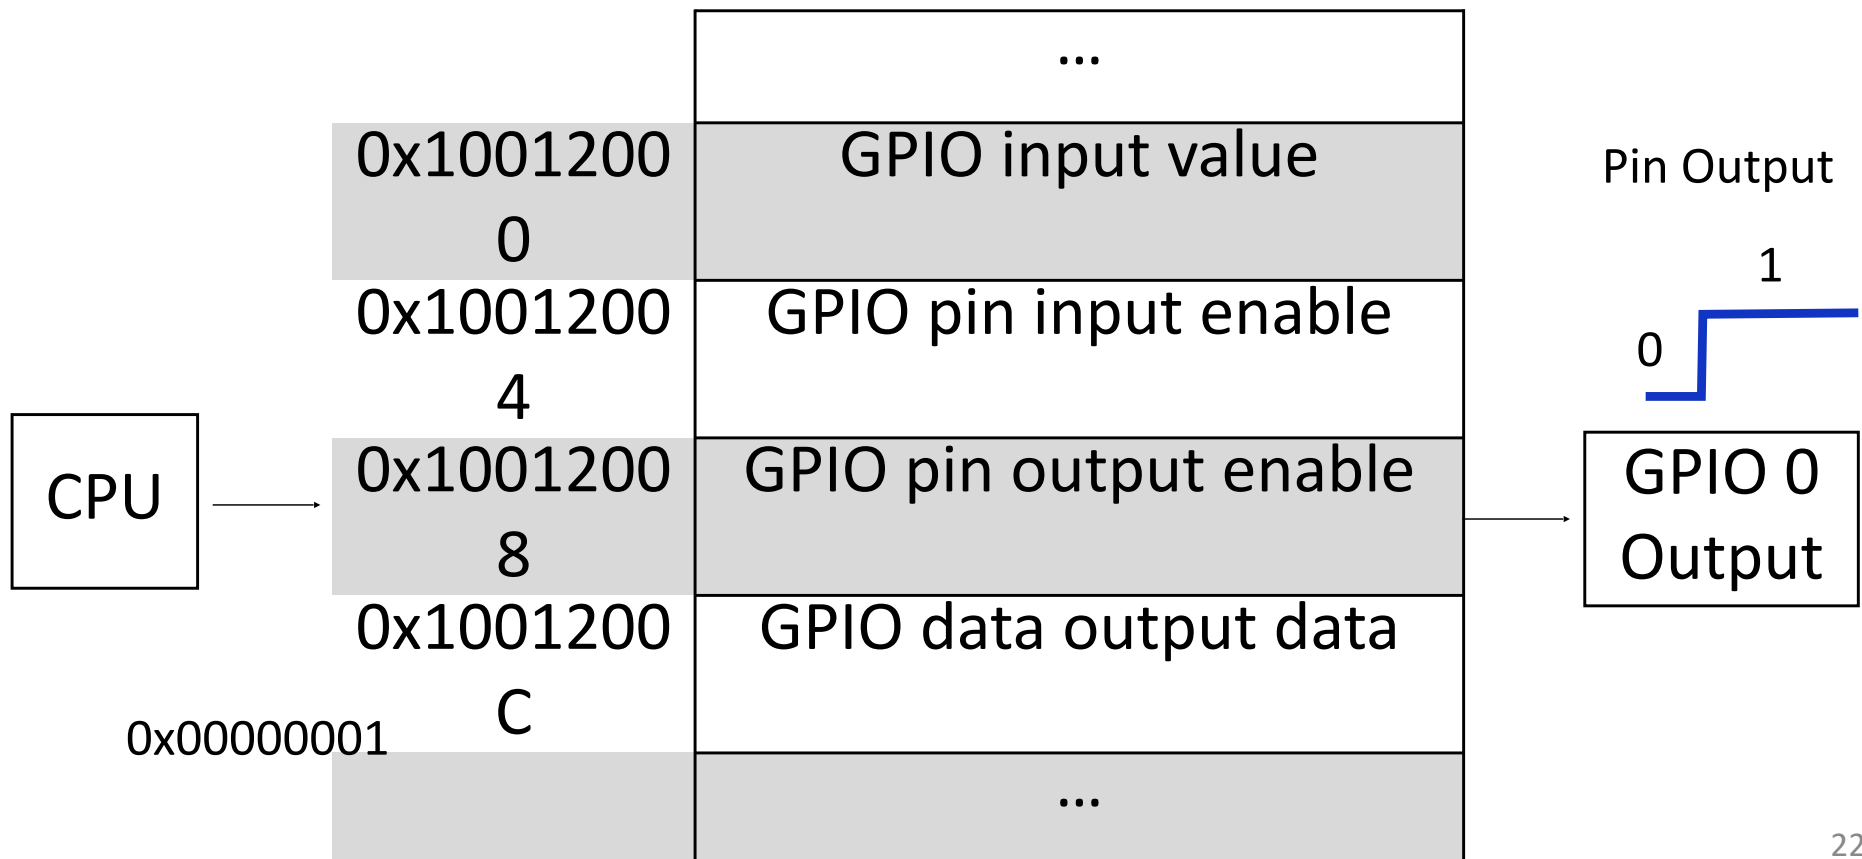 ...
0x1001200
0
GPIO input value
0x1001200
4
GPIO pin input enable
0x1001200
8
GPIO pin output enable
0x1001200
C
GPIO data output data
...
CPU
0x00000001
Pin Output
1
0
GPIO 0
Output
22